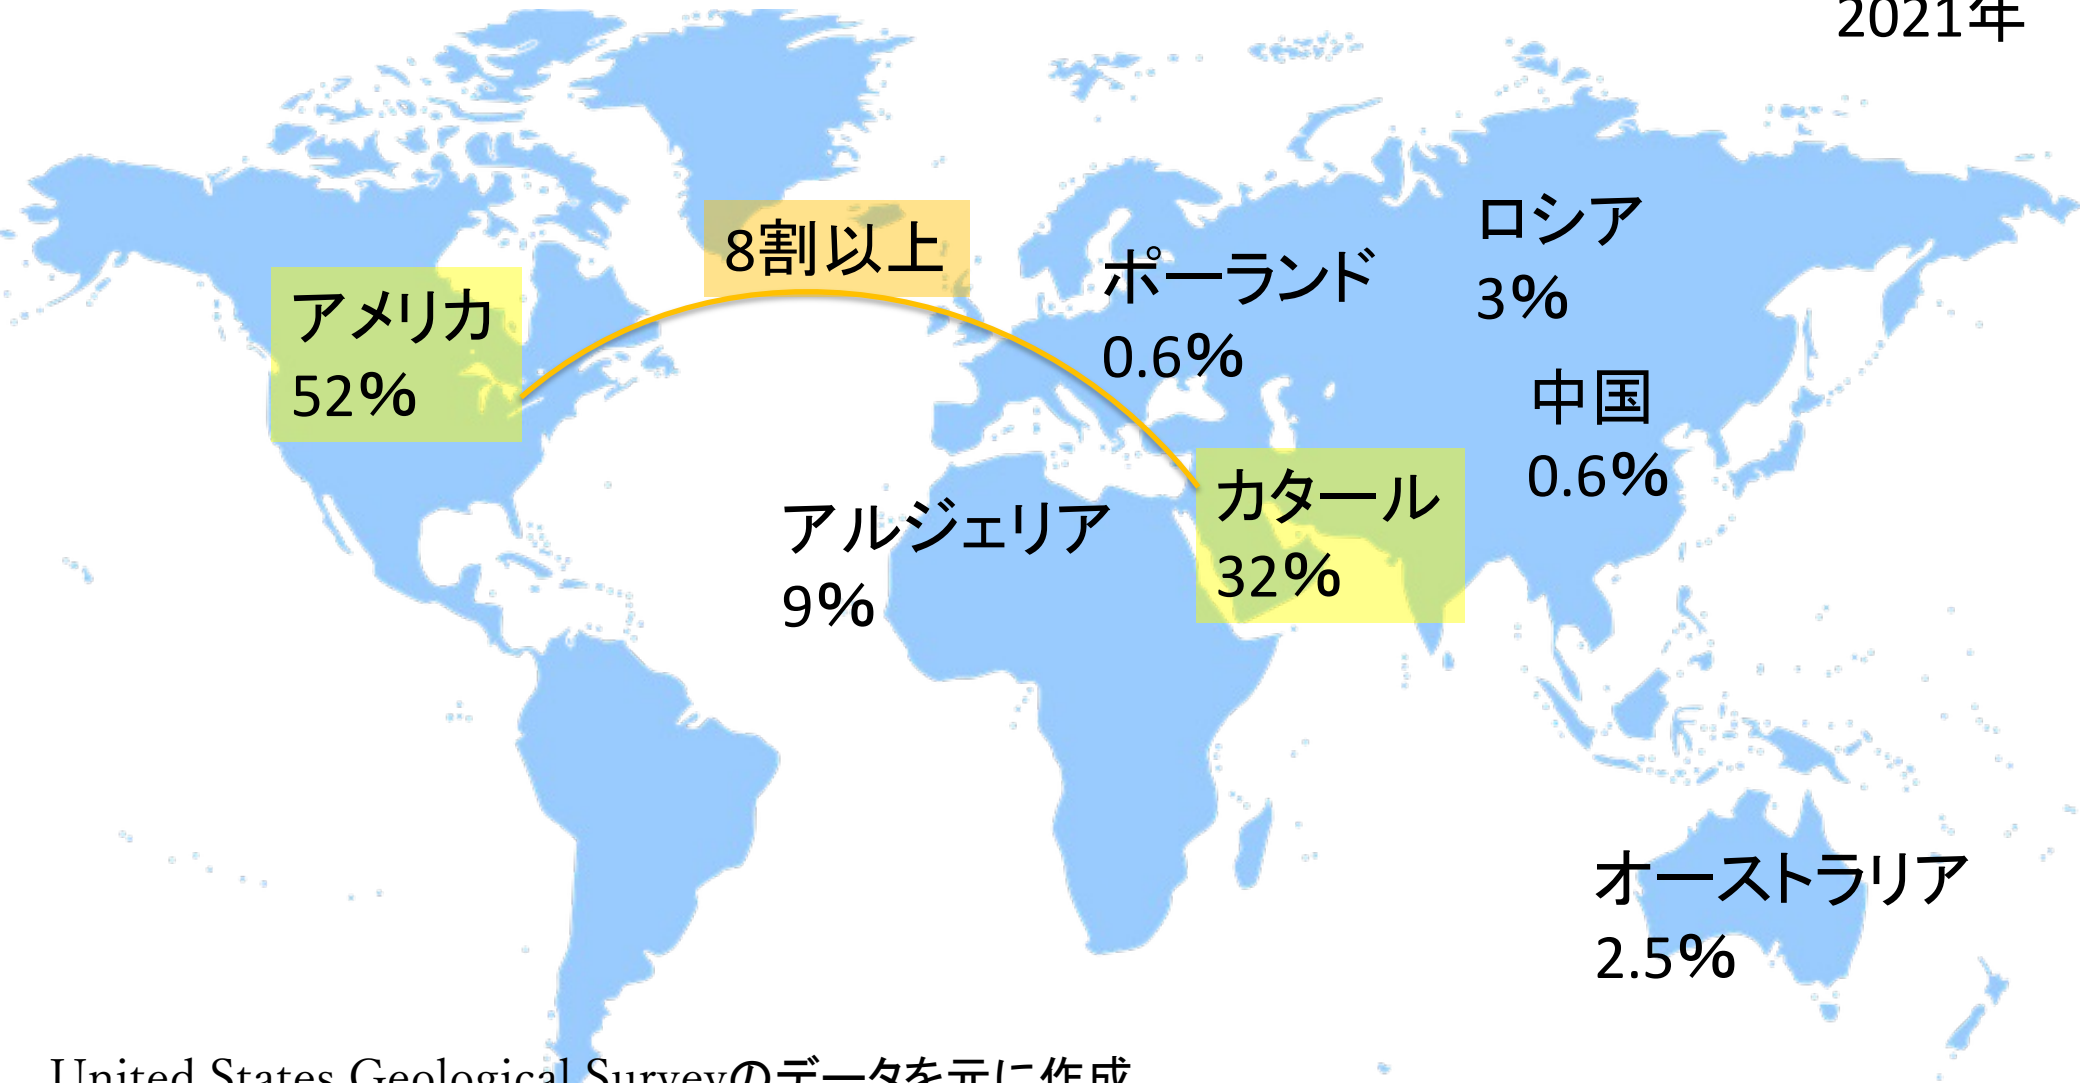 2021年
8割以上
アメリカ
52%
ポーランド
0.6%
ロシア
3%
中国
0.6%
カタール
32%
アルジェリア
9%
オーストラリア
2.5%
United States Geological Surveyのデータを元に作成